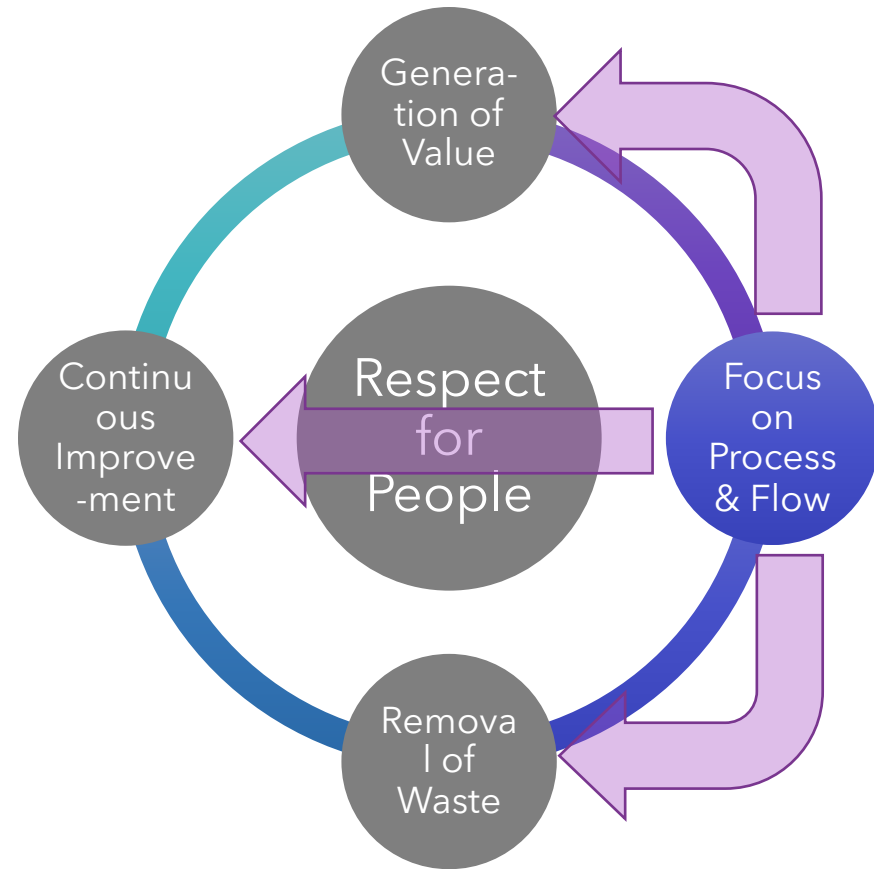 Genera-
tion of
Value
Continu
ous
Improve
-ment
Respect
for
People
Focus
on
Process
& Flow
Remova
l of
Waste